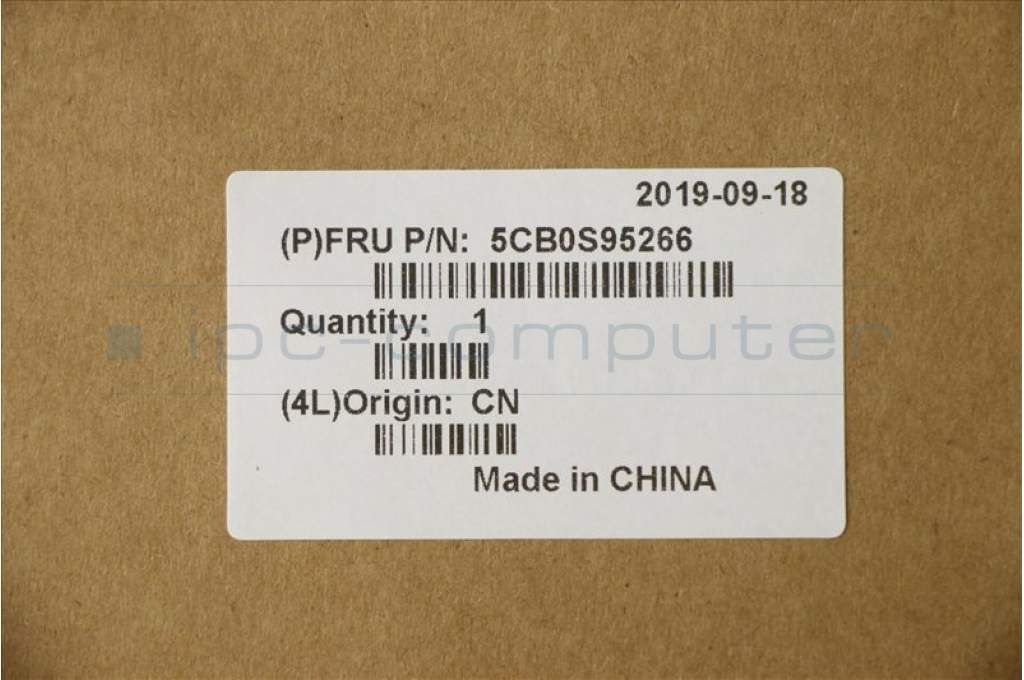 2019-09-18
(P)FRU P/N: 5CB0S95266
Quantity: 1
ipc-computer
(4L)Origin: CN
Made in CHINA